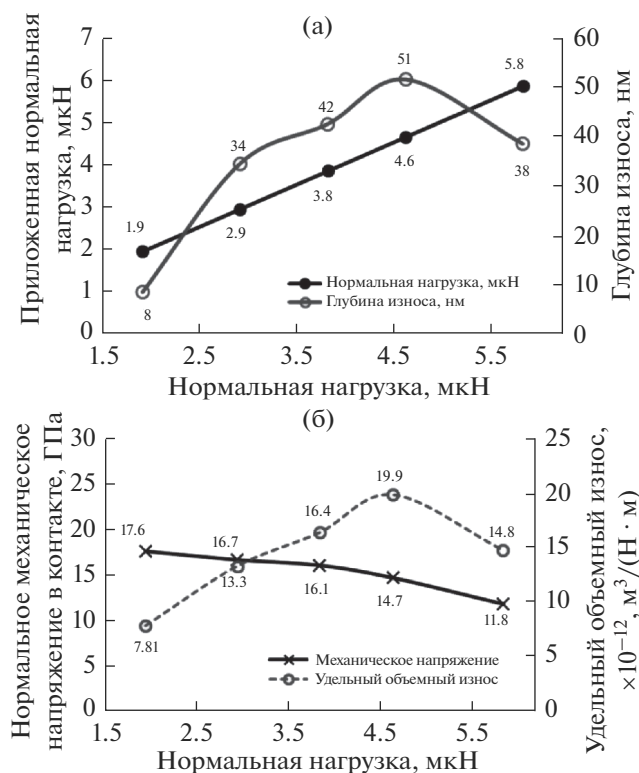 (а)
Приложенная нормальная
нагрузка, мкН
7
6
5
4
3
2
1
0
1.9
2.9
3.8
4.6
5.8
8
34
42
51
38
Нормальная нагрузка, мкН
Глубина износа, нм
60
50
40
30
20
10
0
Глубина износа, нм
1.5 2.5 3.5 4.5 5.5
Нормальная нагрузка, мкН
(б)
Нормальное механическое
напряжение в контакте, ГПа
30
25
20
15
10
5
0
17.6
16.7
16.1
14.7
11.8
7.81
13.3
16.4
19.9
14.8
Механическое напряжение
Удельный объемный износ
25
20
15
10
5
0
Удельный объемный износ,
×10⁻¹², м³/(Н · м)
1.5 2.5 3.5 4.5 5.5
Нормальная нагрузка, мкН